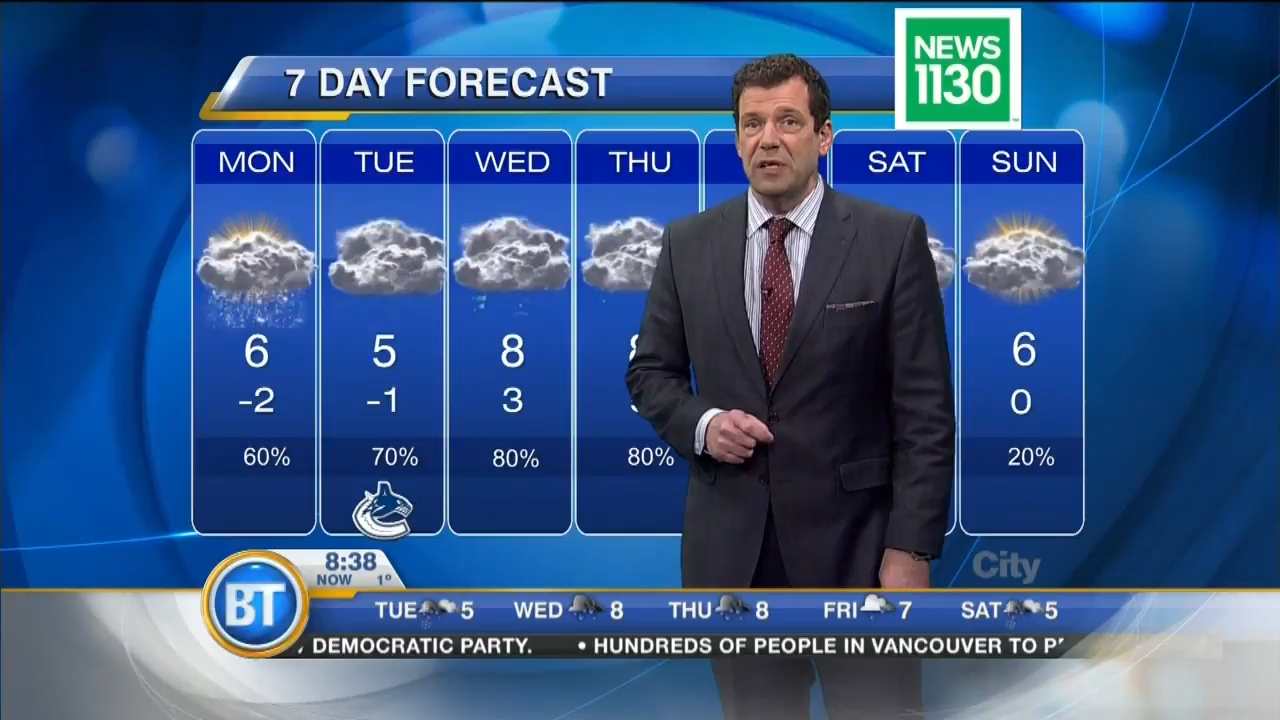 NEWS
1130
7 DAY FORECAST
MON
TUE
WED
THU
SAT
SUN
6
5
8
6
-2
-1
3
0
60%
70%
80%
80%
20%
City
8:38
NOW 1°
BT
TUE 5 WED 8 THU 8 FRI 7 SAT 5
DEMOCRATIC PARTY. • HUNDREDS OF PEOPLE IN VANCOUVER TO